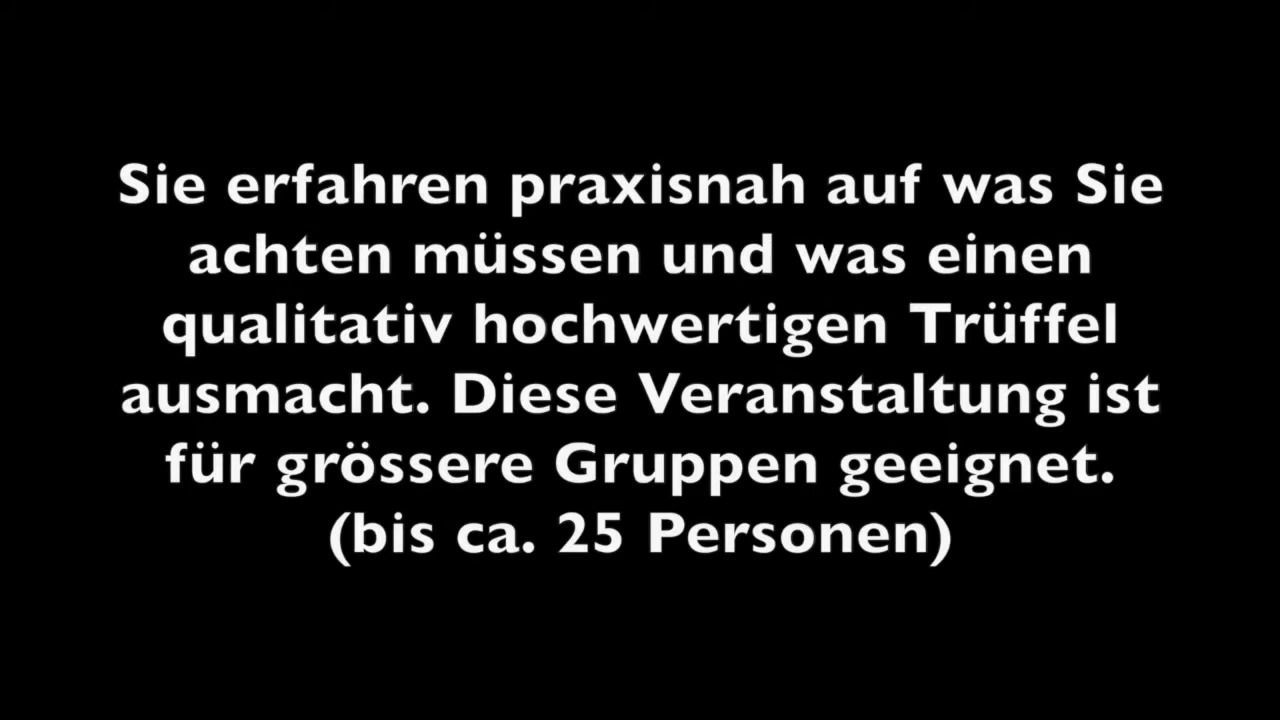 Sie erfahren praxisnah auf was Sie
achten müssen und was einen
qualitativ hochwertigen Trüffel
ausmacht. Diese Veranstaltung ist
für grössere Gruppen geeignet.
(bis ca. 25 Personen)